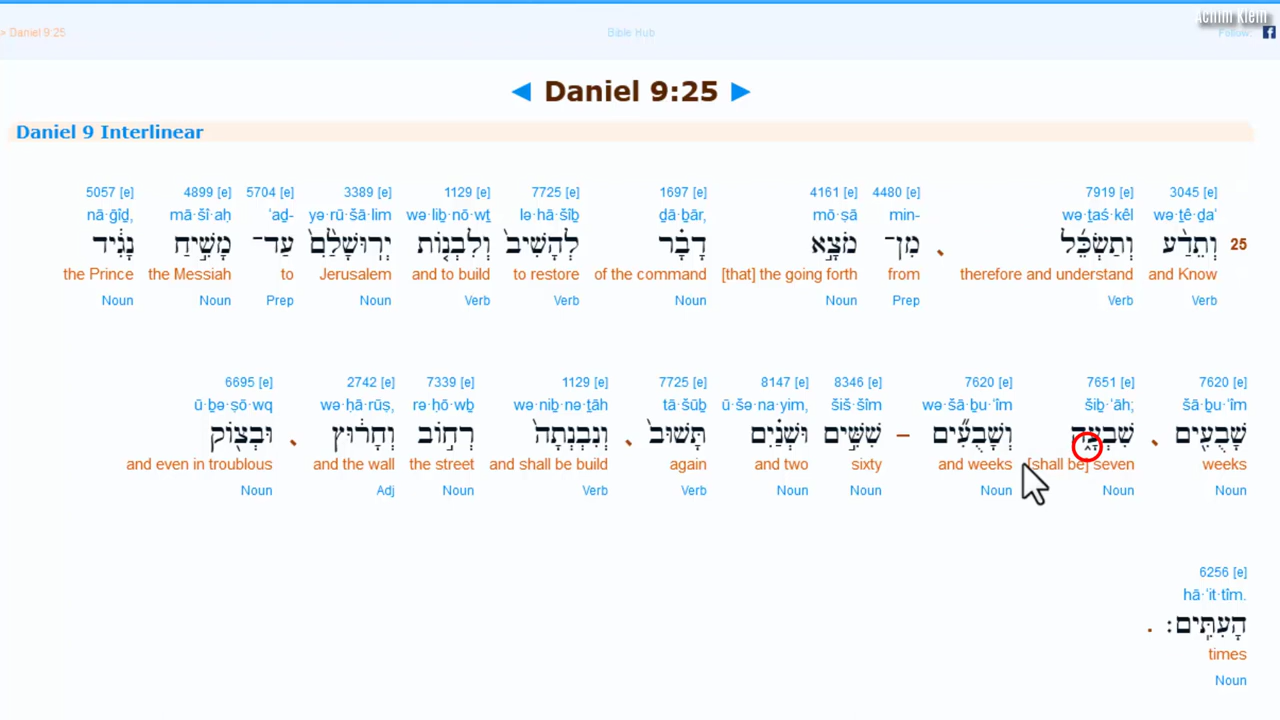 Achim Klein
> Daniel 9:25 Bible Hub Follow:
◄ Daniel 9:25 ►
Daniel 9 Interlinear
5057 [e] 4899 [e] 5704 [e] 3389 [e] 1129 [e] 7725 [e] 1697 [e] 4161 [e] 4480 [e] 7919 [e] 3045 [e]
nā·ḡîḏ, mā·šî·aḥ ‘aḏ- yə·rū·šā·lim wə·liḇ·nō·wṯ lə·hā·šîḇ ḏā·ḇār, mō·ṣā min- wə·ṯaś·kêl wə·ṯê·ḏa‘
25 וְתֵדַ֨ע וְתַשְׂכֵּ֜ל ، מִן־ מֹצָ֣א דָבָ֗ר לְהָשִׁיב֙ וְלִבְנ֤וֹת יְרֽוּשָׁלִַ֙ם֙ עַד־ מָשִׁ֣יחַ נָגִ֔יד
the Prince the Messiah to Jerusalem and to build to restore of the command [that] the going forth from therefore and understand and Know
Noun Noun Prep Noun Verb Verb Noun Noun Prep Verb Verb
6695 [e] 2742 [e] 7339 [e] 1129 [e] 7725 [e] 8147 [e] 8346 [e] 7620 [e] 7651 [e] 7620 [e]
ū·ḇə·ṣō·wq wə·ḥā·rūṣ, rə·ḥō·wḇ wə·niḇ·nə·ṯāh tā·šūḇ ū·šə·na·yim, šiš·šîm wə·šā·ḇu·‘îm šiḇ·‘āh; šā·ḇu·‘îm
שָׁבֻעִ֖ים ، שִׁבְעָ֑ה וְשָׁבֻעִ֞ים – שִׁשִּׁ֣ים וּשְׁנַ֗יִם תָּשׁוּב֙ ، וְנִבְנְתָה֙ רְח֣וֹב וְחָר֔וּץ ، וּבְצ֖וֹק
and even in troublous and the wall the street and shall be build again and two sixty and weeks [shall be] seven weeks
Noun Adj Noun Verb Verb Noun Noun Noun Noun Noun
6256 [e]
hā·‘it·tîm.
הָעִתִּֽים׃ .
times
Noun